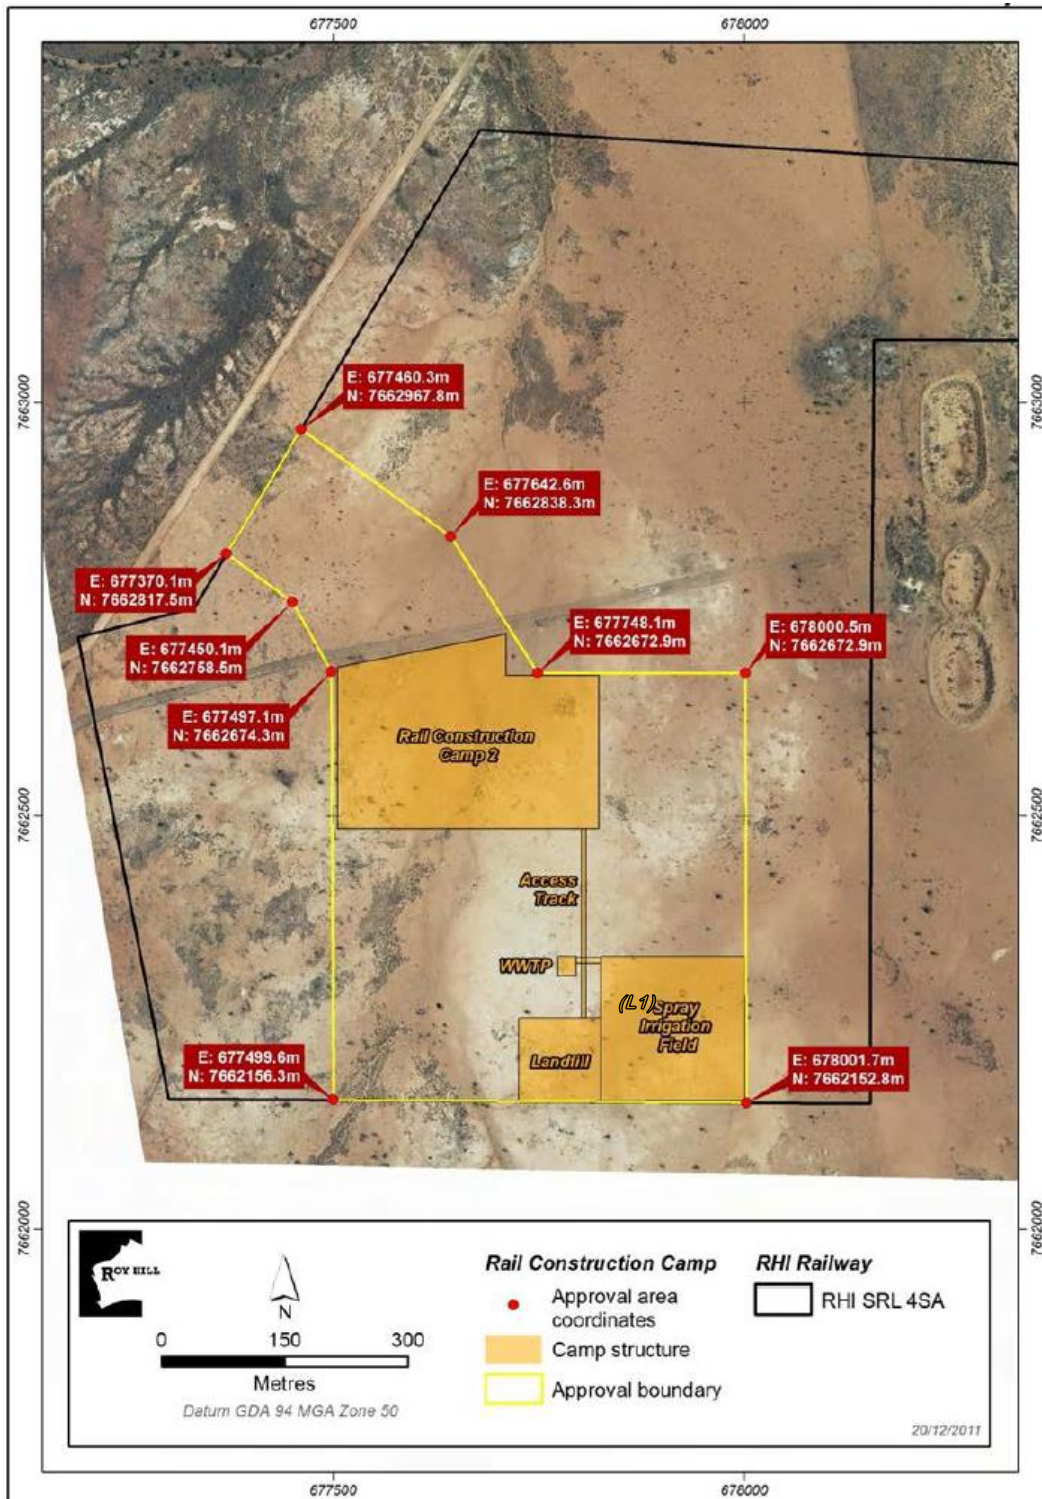 677500
678000
E: 677460.3m
N: 7662967.8m
7663000
7663000
E: 677642.6m
N: 7662838.3m
E: 677370.1m
N: 7662817.5m
E: 677748.1m
N: 7662672.9m
E: 678000.5m
N: 7662672.9m
E: 677450.1m
N: 7662758.5m
E: 677497.1m
N: 7662674.3m
Rail Construction
Camp 2
7662500
7662500
Access
Track
WWTP
(L1)
Spray
Irrigation
Field
Landfill
E: 677499.6m
N: 7662156.3m
E: 678001.7m
N: 7662152.8m
7662000
7662000
ROY HILL
N
0 150 300
Metres
Datum GDA 94 MGA Zone 50
Rail Construction Camp
Approval area
coordinates
Camp structure
Approval boundary
RHI Railway
RHI SRL 4SA
20/12/2011
677500
678000